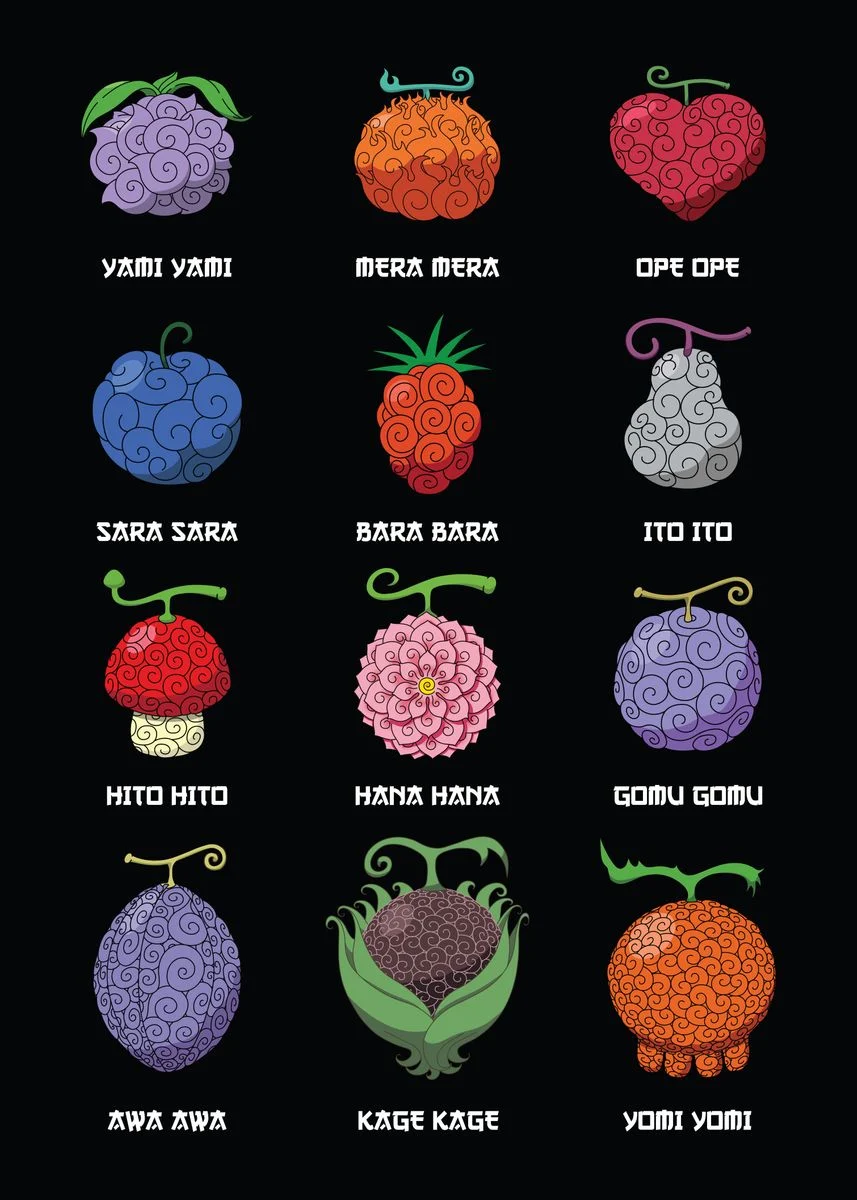 YAMI YAMI
MERA MERA
OPE OPE
SARA SARA
BARA BARA
ITO ITO
HITO HITO
HANA HANA
GOMU GOMU
AWA AWA
KAGE KAGE
YOMI YOMI